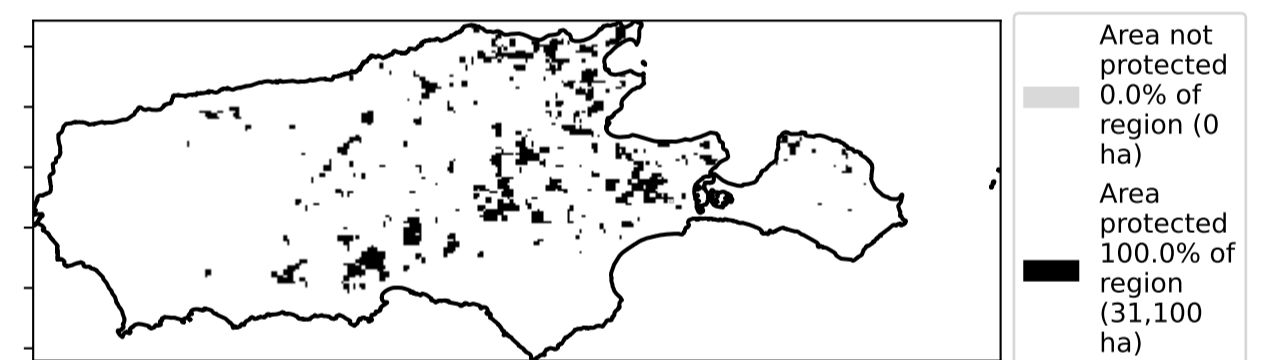 Area not
protected
0.0% of
region (0
ha)
Area
protected
100.0% of
region
(31,100
ha)